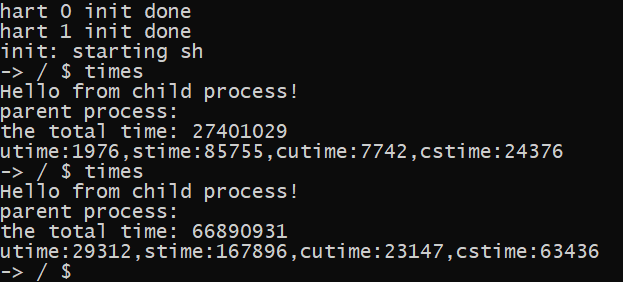 hart 0 init done
hart 1 init done
init: starting sh
-> / $ times
Hello from child process!
parent process:
the total time: 27401029
utime:1976,stime:85755,cutime:7742,cstime:24376
-> / $ times
Hello from child process!
parent process:
the total time: 66890931
utime:29312,stime:167896,cutime:23147,cstime:63436
-> / $